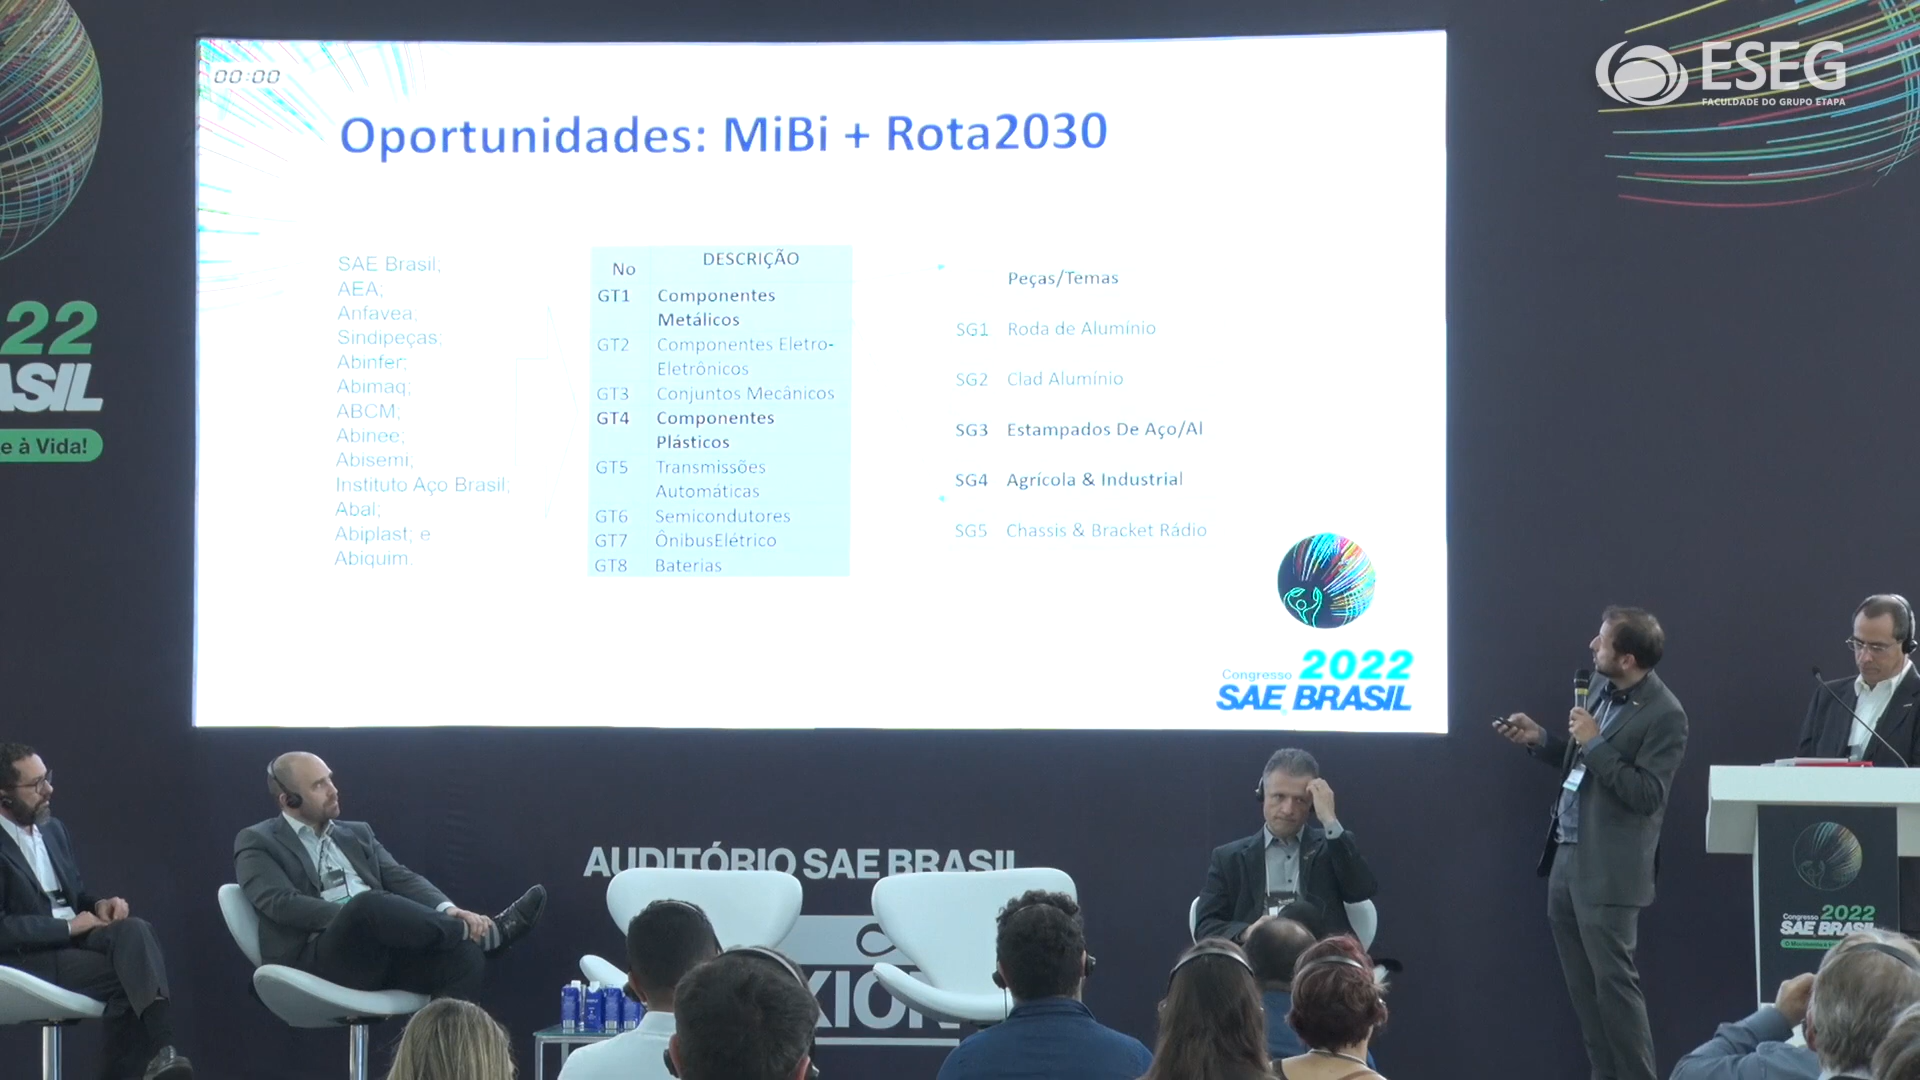 ESEG
FACULDADE DO GRUPO ETAPA
00:00
Oportunidades: MiBi + Rota2030
SAE Brasil;
AEA;
Anfavea;
Sindipeças;
Abinfer;
Abimaq;
ABCM;
Abinee;
Abisemi;
Instituto Aço Brasil;
Abal;
Abiplast; e
Abiquim.
No DESCRIÇÃO
GT1 Componentes
Metálicos
GT2 Componentes Eletro-
Eletrônicos
GT3 Conjuntos Mecânicos
GT4 Componentes
Plásticos
GT5 Transmissões
Automáticas
GT6 Semicondutores
GT7 ÔnibusElétrico
GT8 Baterias
Peças/Temas
SG1 Roda de Alumínio
SG2 Clad Alumínio
SG3 Estampados De Aço/Al
SG4 Agrícola & Industrial
SG5 Chassis & Bracket Rádio
Congresso 2022
SAE BRASIL
22
ASIL
e à Vida!
AUDITÓRIO SAE BRASIL
XION
Congresso 2022
SAE BRASIL